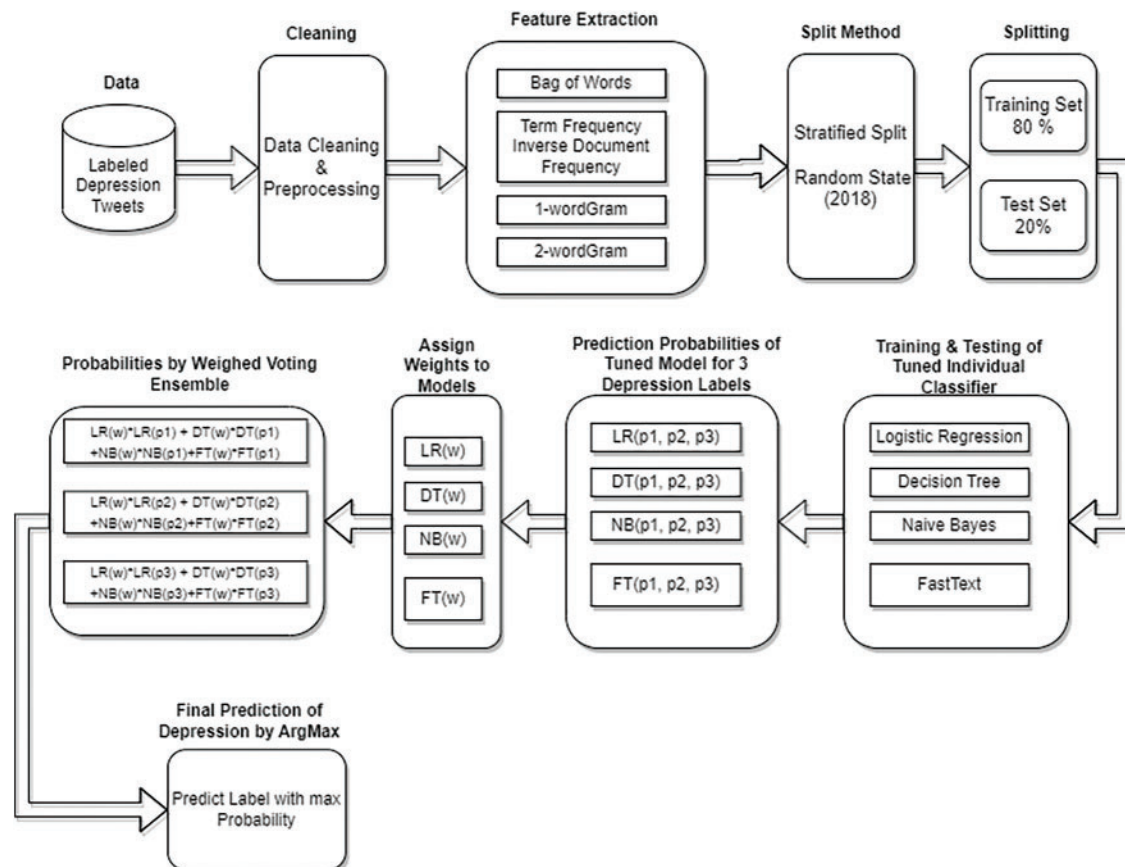 Data
Labeled
Depression
Tweets
Cleaning
Data Cleaning
&
Preprocessing
Feature Extraction
Bag of Words
Term Frequency
Inverse Document
Frequency
1-wordGram
2-wordGram
Split Method
Stratified Split
Random State
(2018)
Splitting
Training Set
80 %
Test Set
20%
Training & Testing of
Tuned Individual
Classifier
Logistic Regression
Decision Tree
Naive Bayes
FastText
Prediction Probabilities of
Tuned Model for 3
Depression Labels
LR(p1, p2, p3)
DT(p1, p2, p3)
NB(p1, p2, p3)
FT(p1, p2, p3)
Assign
Weights to
Models
LR(w)
DT(w)
NB(w)
FT(w)
Probabilities by Weighed Voting
Ensemble
LR(w)*LR(p1) + DT(w)*DT(p1)
+NB(w)*NB(p1)+FT(w)*FT(p1)
LR(w)*LR(p2) + DT(w)*DT(p2)
+NB(w)*NB(p2)+FT(w)*FT(p2)
LR(w)*LR(p3) + DT(w)*DT(p3)
+NB(w)*NB(p3)+FT(w)*FT(p3)
Final Prediction of
Depression by ArgMax
Predict Label with max
Probability